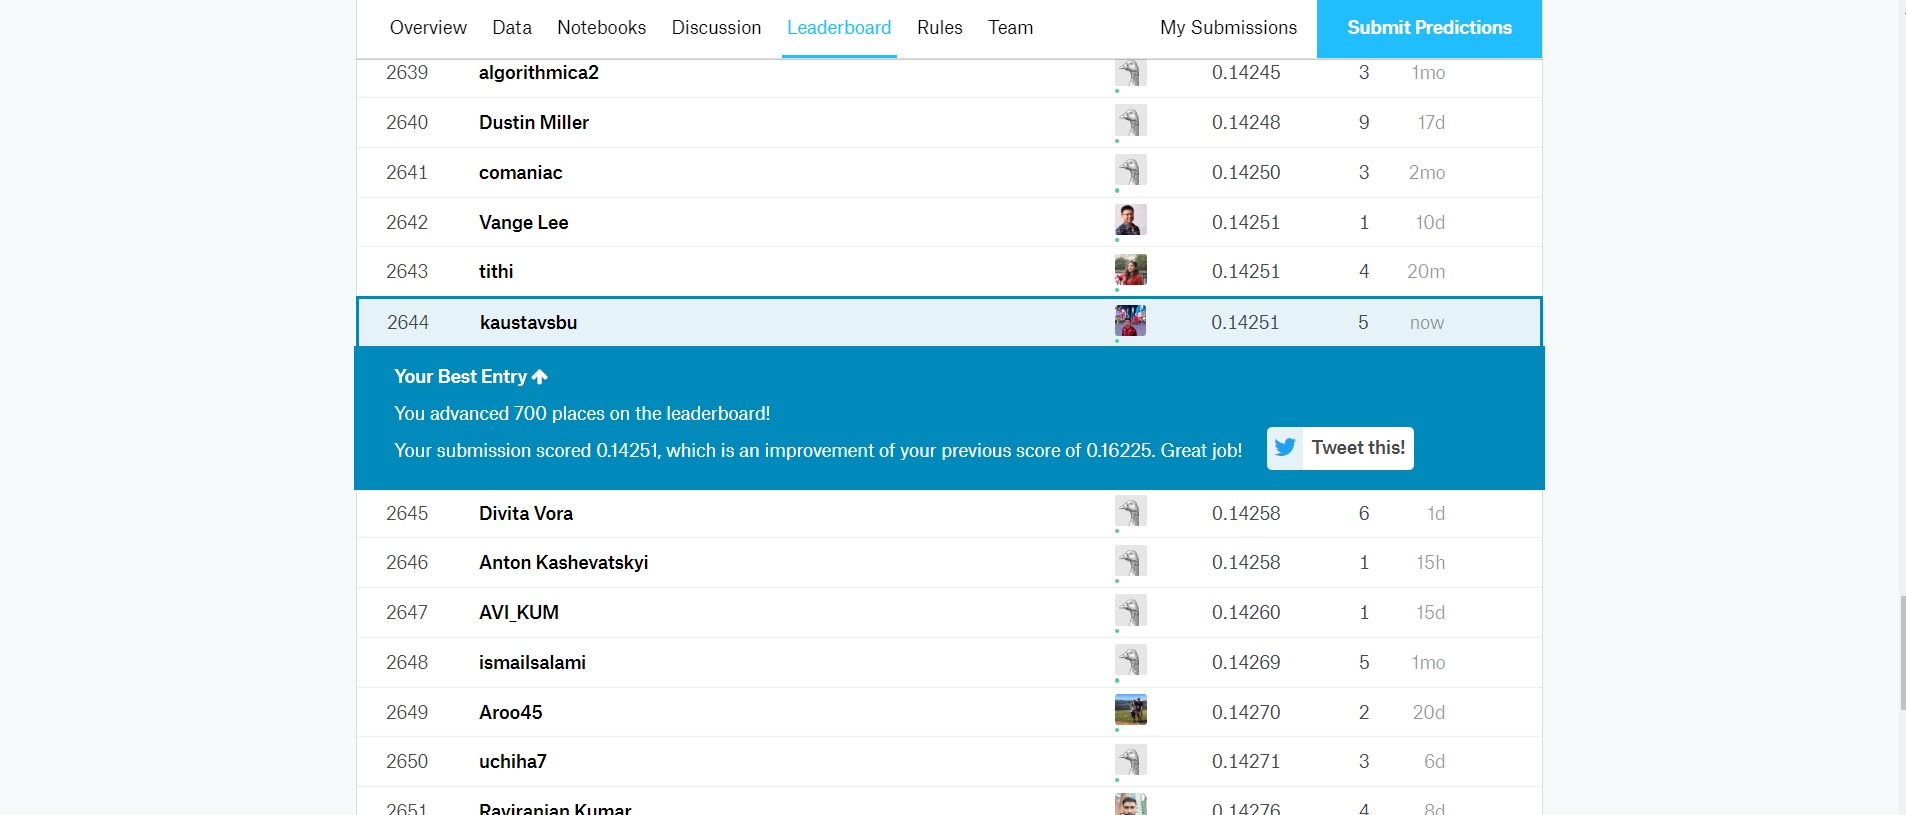 Overview Data Notebooks Discussion Leaderboard Rules Team My Submissions Submit Predictions
2639 algorithmica2 0.14245 3 1mo
2640 Dustin Miller 0.14248 9 17d
2641 comaniac 0.14250 3 2mo
2642 Vange Lee 0.14251 1 10d
2643 tithi 0.14251 4 20m
2644 kaustavsbu 0.14251 5 now
Your Best Entry
You advanced 700 places on the leaderboard!
Your submission scored 0.14251, which is an improvement of your previous score of 0.16225. Great job! Tweet this!
2645 Divita Vora 0.14258 6 1d
2646 Anton Kashevatskyi 0.14258 1 15h
2647 AVI_KUM 0.14260 1 15d
2648 ismailsalami 0.14269 5 1mo
2649 Aroo45 0.14270 2 20d
2650 uchiha7 0.14271 3 6d
2651 Raviranjan Kumar 0.14276 4 8d